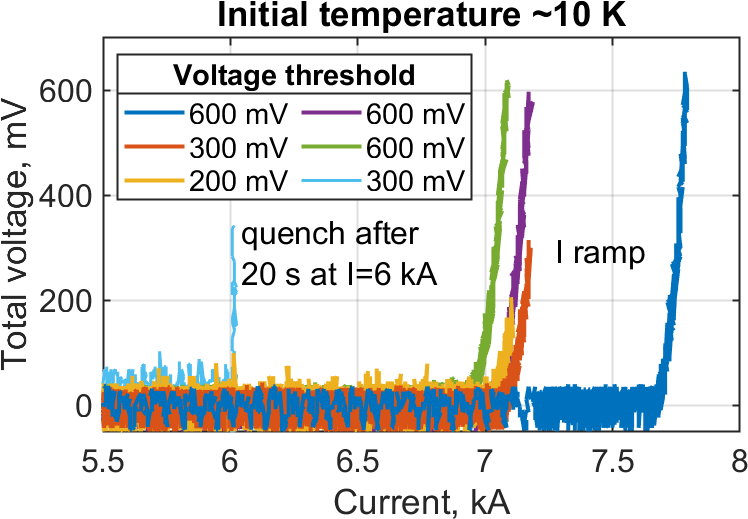 Initial temperature ~10 K
Voltage threshold
600 mV 600 mV
300 mV 600 mV
200 mV 300 mV
quench after
20 s at I=6 kA
I ramp
Total voltage, mV
600
400
200
0
5.5 6 6.5 7 7.5 8
Current, kA